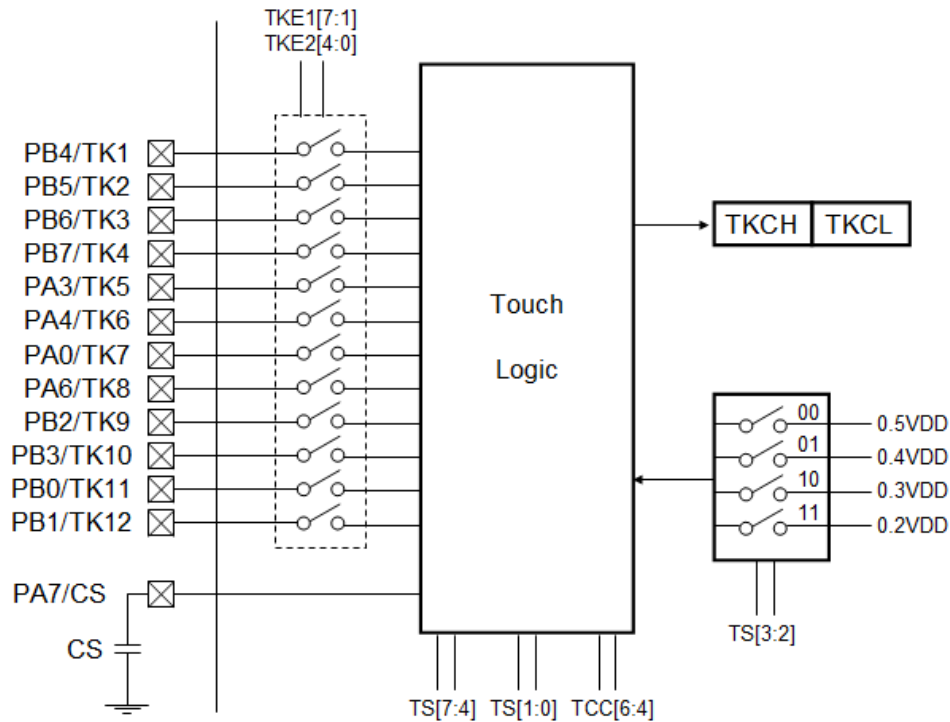 TKE1[7:1]
TKE2[4:0]
PB4/TK1
PB5/TK2
PB6/TK3
PB7/TK4
PA3/TK5
PA4/TK6
PA0/TK7
PA6/TK8
PB2/TK9
PB3/TK10
PB0/TK11
PB1/TK12
PA7/CS
CS
Touch
Logic
TKCH TKCL
00 0.5VDD
01 0.4VDD
10 0.3VDD
11 0.2VDD
TS[3:2]
TS[7:4] TS[1:0] TCC[6:4]